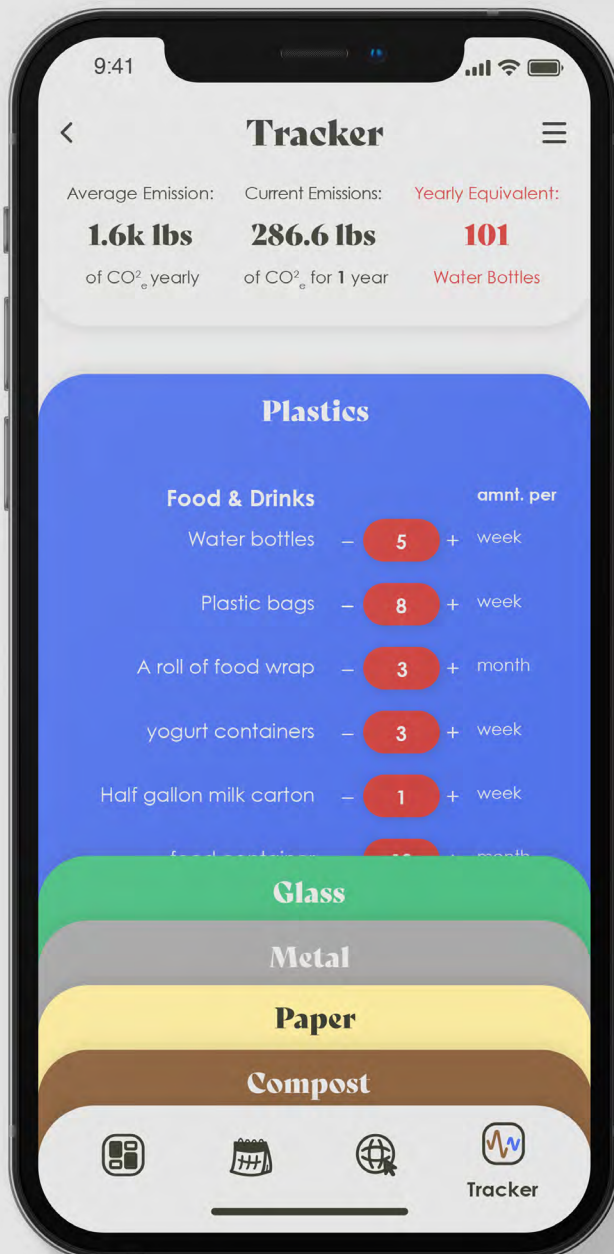 9:41
Tracker
Average Emission: Current Emissions: Yearly Equivalent:
1.6k lbs 286.6 lbs 101
of CO²ₑ yearly of CO²ₑ for 1 year Water Bottles
Plastics
Food & Drinks amnt. per
Water bottles – 5 + week
Plastic bags – 8 + week
A roll of food wrap – 3 + month
yogurt containers – 3 + week
Half gallon milk carton – 1 + week
food container + month
Glass
Metal
Paper
Compost
Tracker